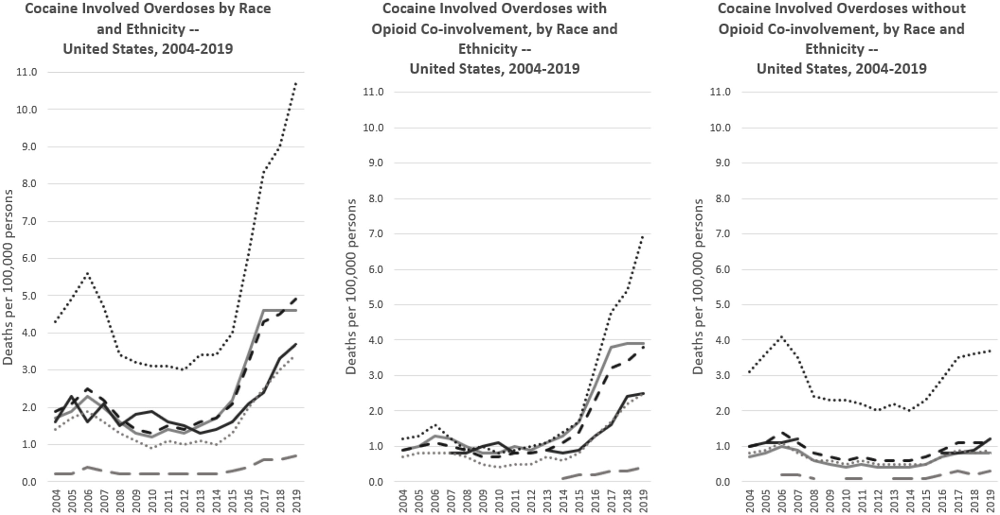 Cocaine Involved Overdoses by Race
and Ethnicity --
United States, 2004-2019
11.0
10.0
9.0
8.0
7.0
6.0
5.0
4.0
3.0
2.0
1.0
0.0
Deaths per 100,000 persons
2004 2005 2006 2007 2008 2009 2010 2011 2012 2013 2014 2015 2016 2017 2018 2019
Cocaine Involved Overdoses with
Opioid Co-involvement, by Race and
Ethnicity --
United States, 2004-2019
11.0
10.0
9.0
8.0
7.0
6.0
5.0
4.0
3.0
2.0
1.0
0.0
Deaths per 100,000 persons
2004 2005 2006 2007 2008 2009 2010 2011 2012 2013 2014 2015 2016 2017 2018 2019
Cocaine Involved Overdoses without
Opioid Co-involvement, by Race and
Ethnicity --
United States, 2004-2019
11.0
10.0
9.0
8.0
7.0
6.0
5.0
4.0
3.0
2.0
1.0
0.0
Deaths per 100,000 persons
2004 2005 2006 2007 2008 2009 2010 2011 2012 2013 2014 2015 2016 2017 2018 2019